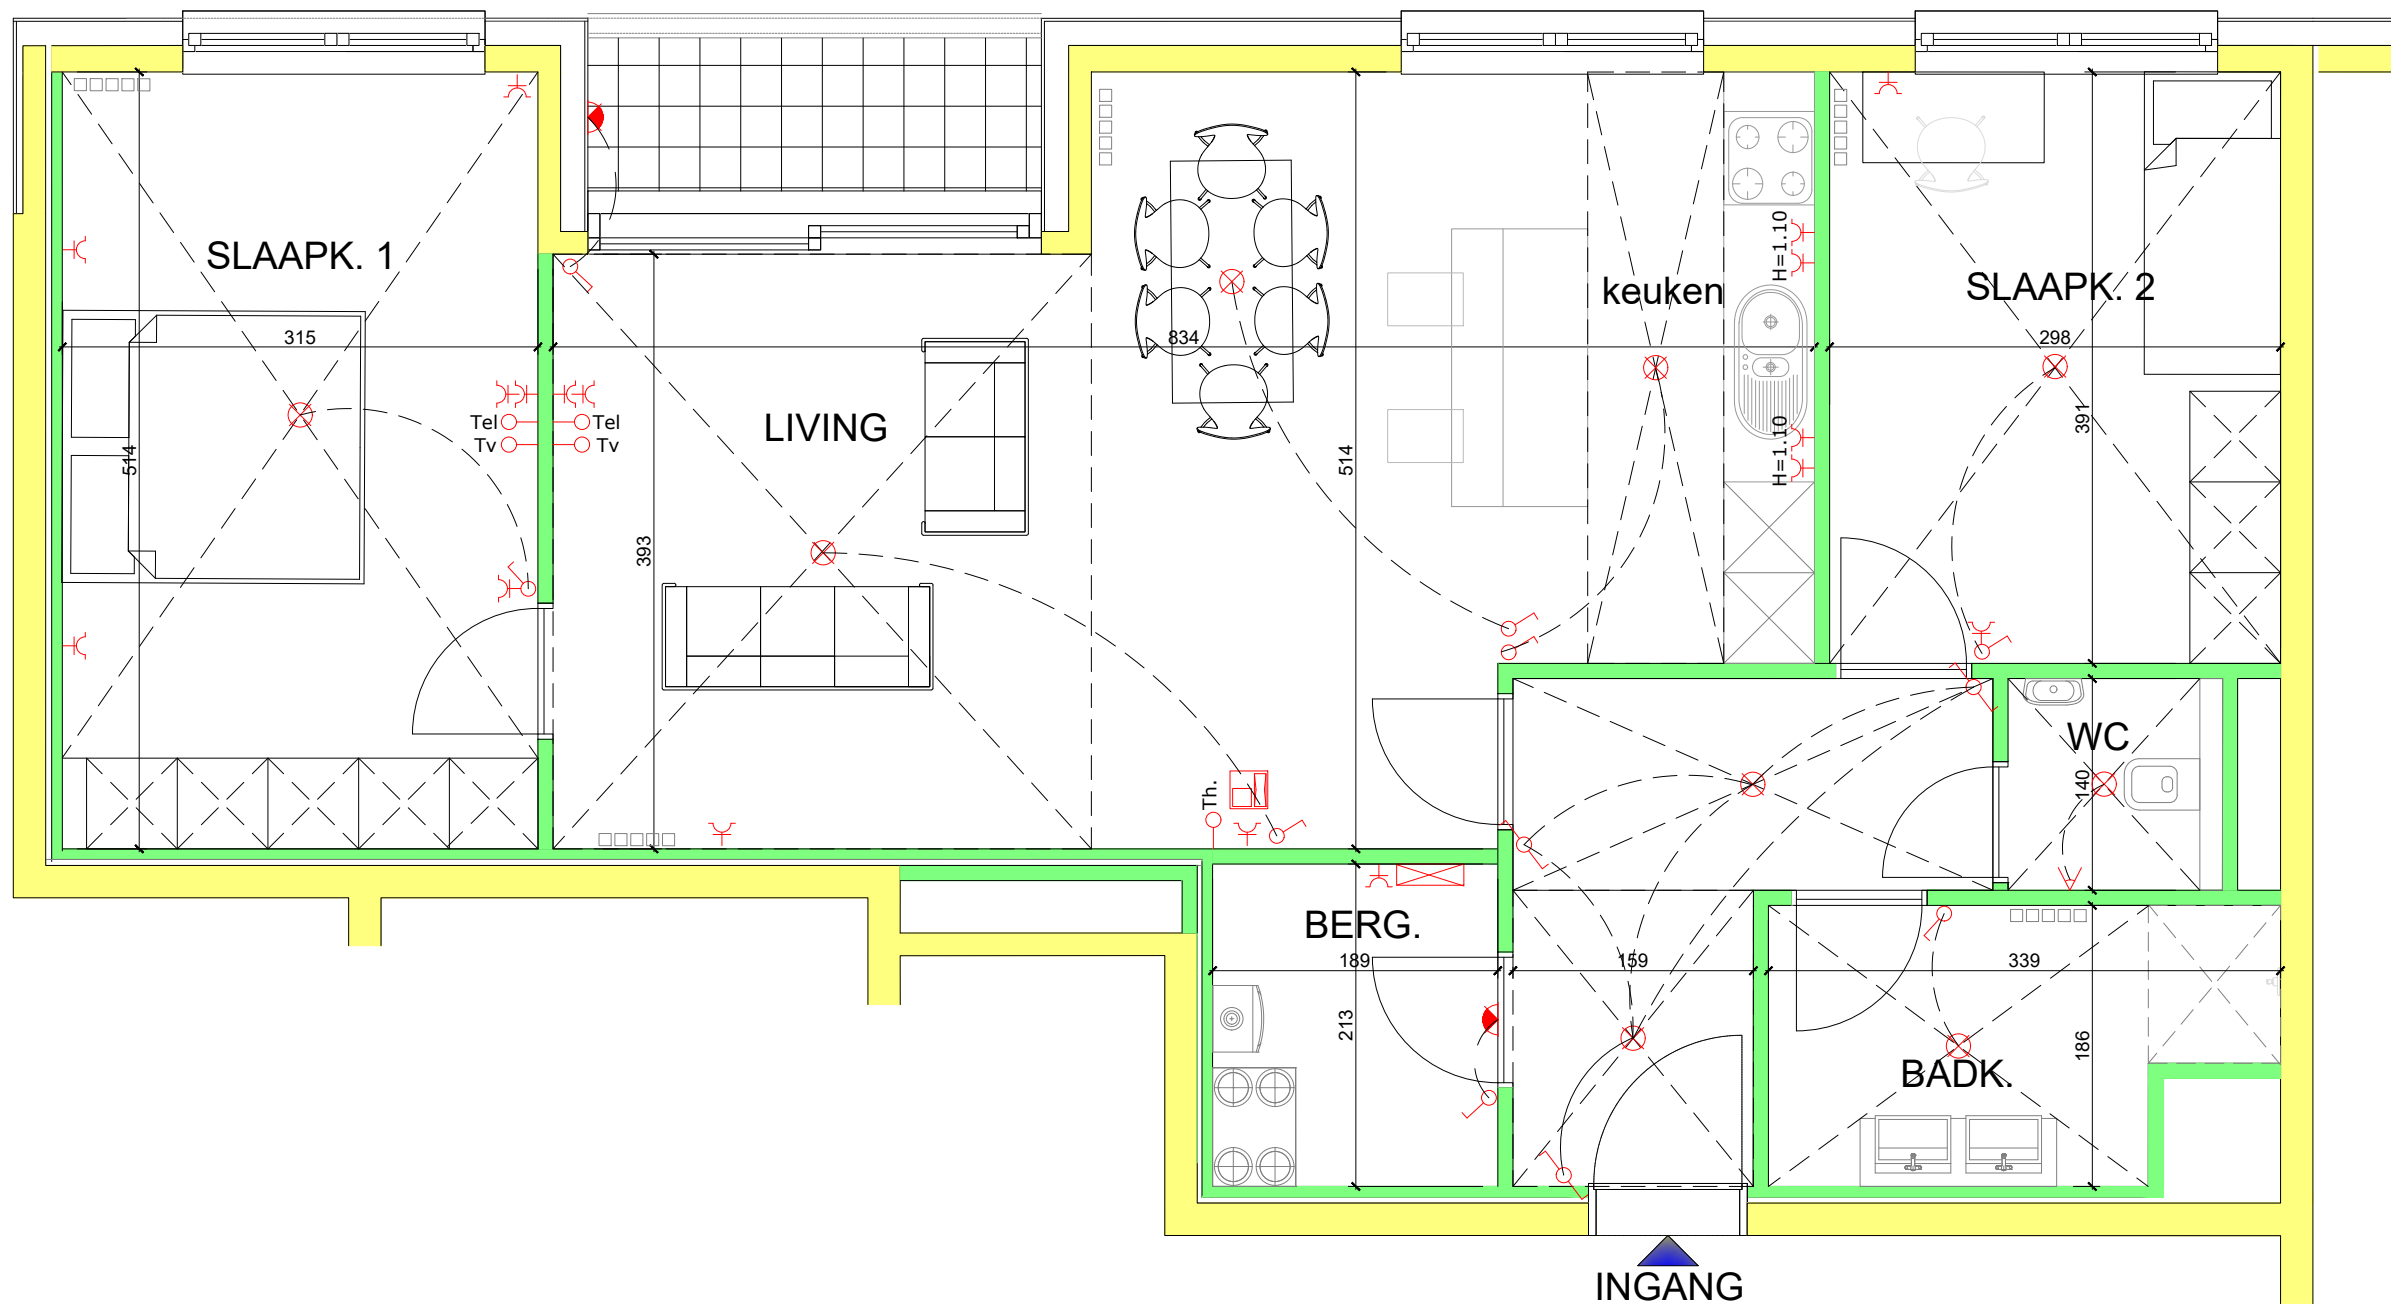 SLAAPK. 1
H=1.10
keuken
SLAAPK. 2
315
834
298
Tel
Tel
Tv
Tv
LIVING
514
514
391
H=1.10
393
WC
140
Th.
BERG.
189
159
339
213
186
BADK.
INGANG